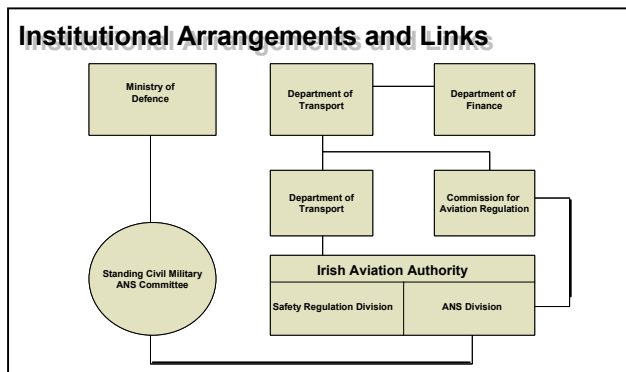 Institutional Arrangements and Links
Ministry of
Defence
Department of
Transport
Department of
Finance
Department of
Transport
Commission for
Aviation Regulation
Standing Civil Military
ANS Committee
Irish Aviation Authority
Safety Regulation Division
ANS Division